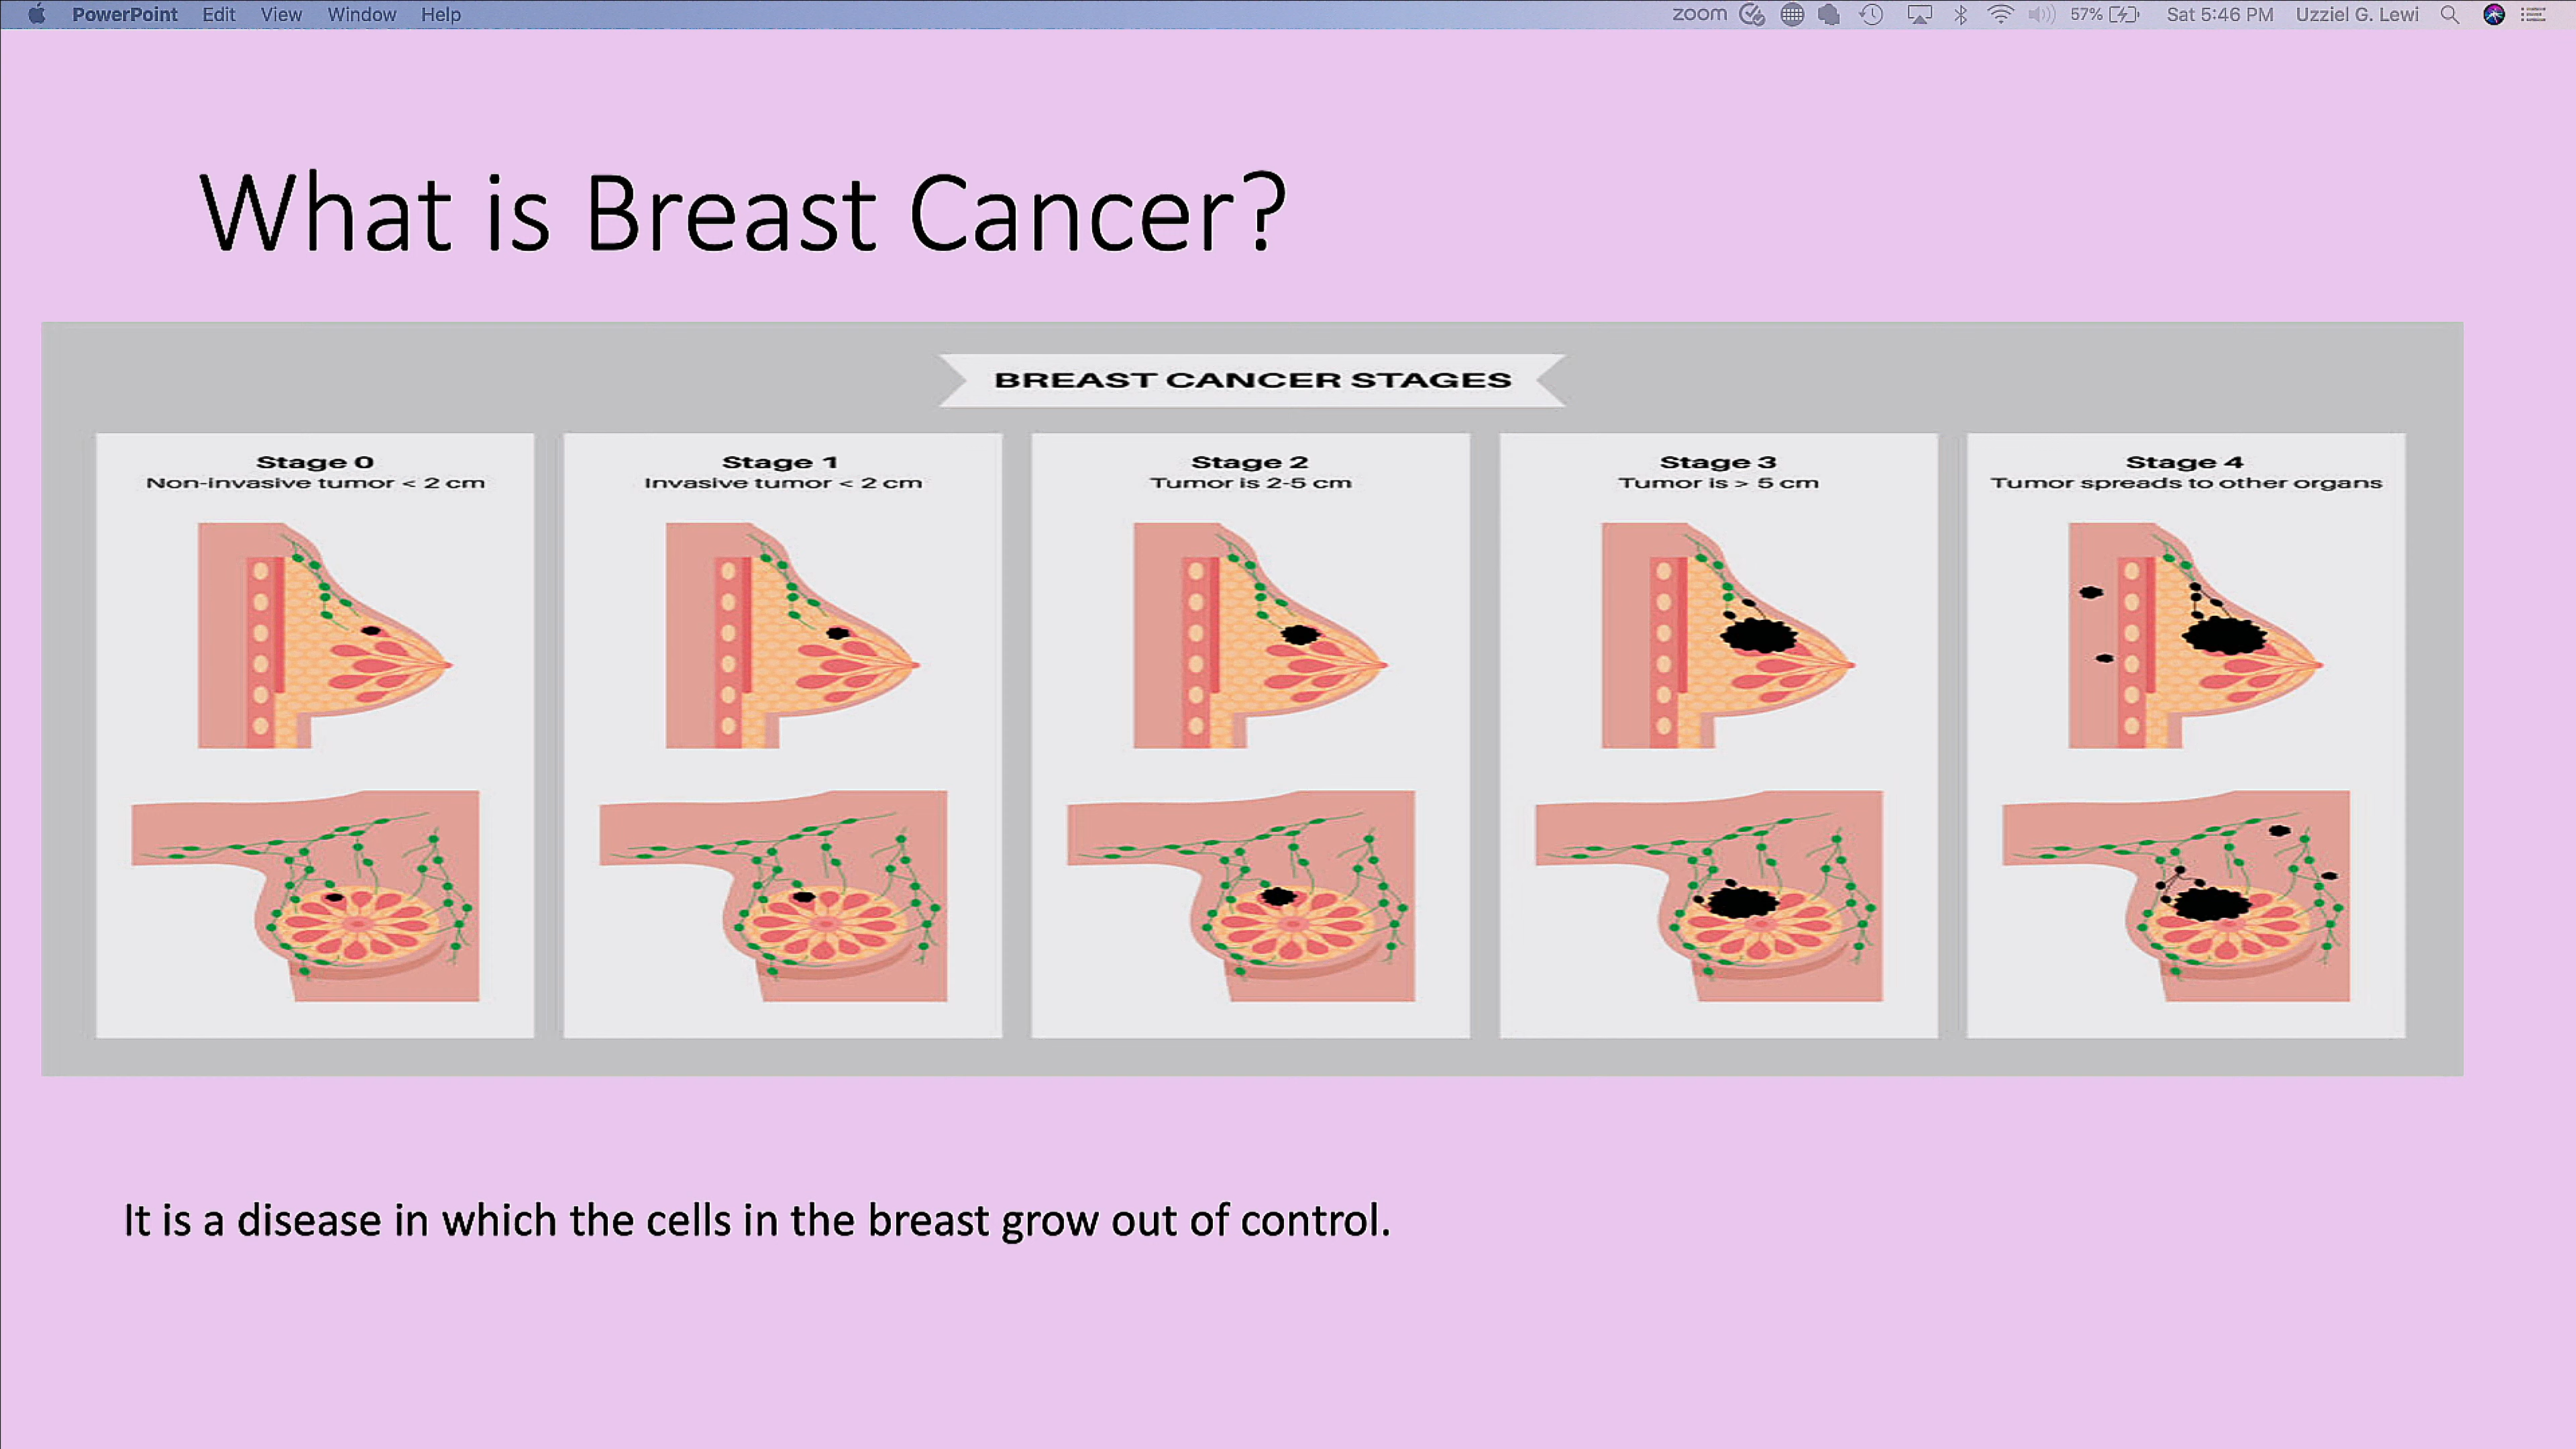 PowerPoint Edit View Window Help zoom 57% Sat 5:46 PM Uzziel G. Lewi
What is Breast Cancer?
BREAST CANCER STAGES
Stage 0
Non-invasive tumor < 2 cm
Stage 1
Invasive tumor < 2 cm
Stage 2
Tumor is 2-5 cm
Stage 3
Tumor is > 5 cm
Stage 4
Tumor spreads to other organs
It is a disease in which the cells in the breast grow out of control.